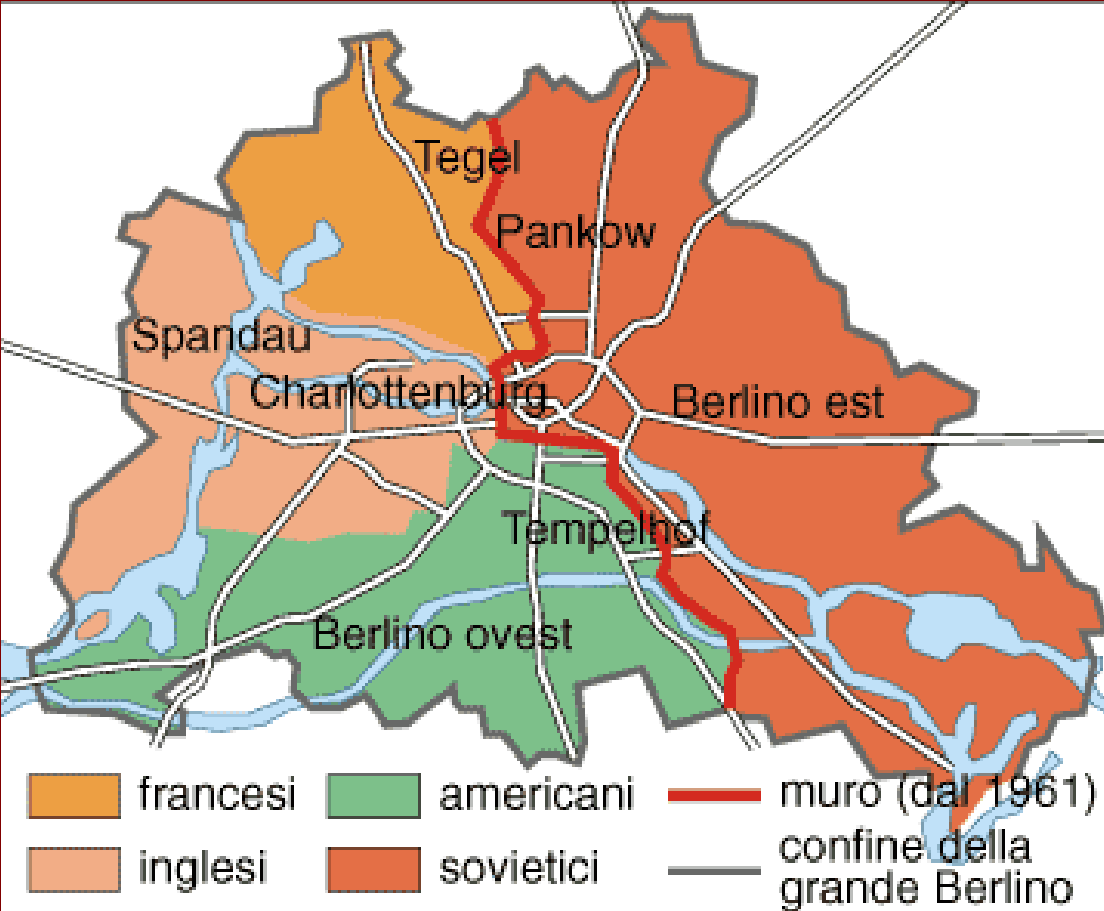 Tegel
Pankow
Spandau
Charlottenburg
Berlino est
Tempelhof
Berlino ovest
francesi
americani
muro (dal 1961)
inglesi
sovietici
confine della
grande Berlino